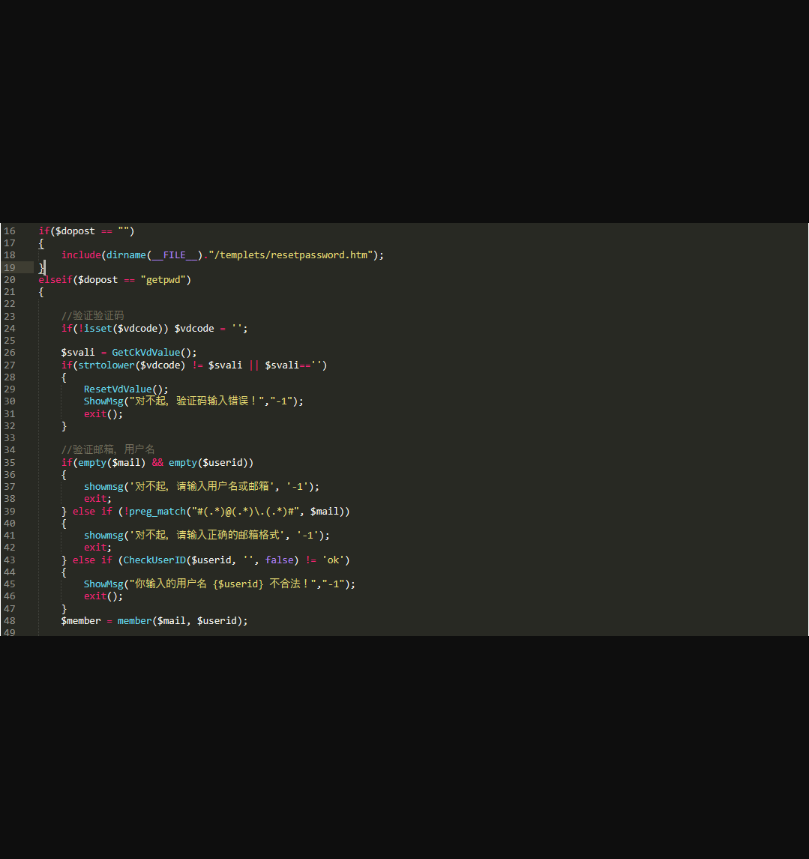 16 if($dopost == "")
17 {
18 include(dirname(__FILE__)."/templets/resetpassword.htm");
19 }
20 elseif($dopost == "getpwd")
21 {
22
23 //验证验证码
24 if(!isset($vdcode)) $vdcode = '';
25
26 $svali = GetCkVdValue();
27 if(strtolower($vdcode) != $svali || $svali=='')
28 {
29 ResetVdValue();
30 ShowMsg("对不起，验证码输入错误！","-1");
31 exit();
32 }
33
34 //验证邮箱，用户名
35 if(empty($mail) && empty($userid))
36 {
37 showmsg('对不起，请输入用户名或邮箱', '-1');
38 exit;
39 } else if (!preg_match("#(.*)@(.*)\.(.*)#", $mail))
40 {
41 showmsg('对不起，请输入正确的邮箱格式', '-1');
42 exit;
43 } else if (CheckUserID($userid, '', false) != 'ok')
44 {
45 ShowMsg("你输入的用户名 {$userid} 不合法！","-1");
46 exit();
47 }
48 $member = member($mail, $userid);
49